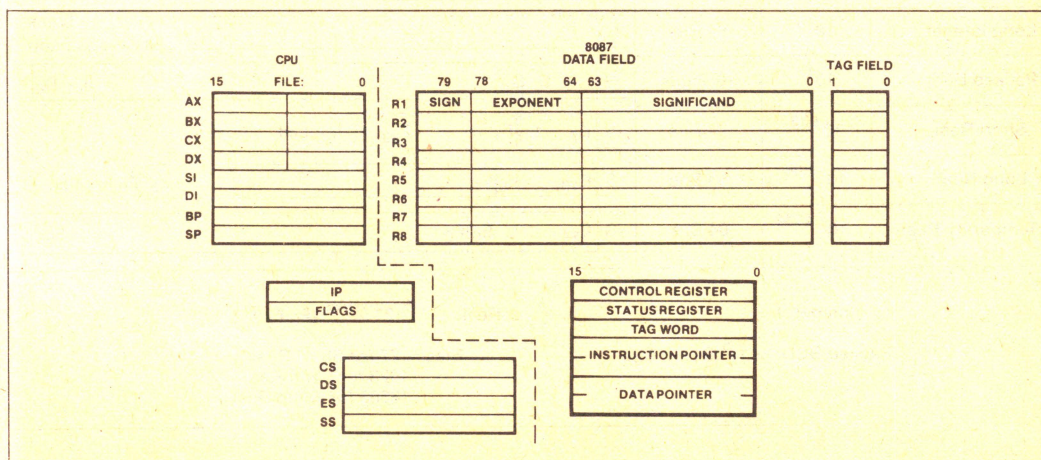 8087
DATA FIELD
CPU
TAG FIELD
15 FILE: 0
79 78 64 63 0
1 0
AX
BX
CX
DX
SI
DI
BP
SP
R1 SIGN EXPONENT SIGNIFICAND
R2
R3
R4
R5
R6
R7
R8
IP
FLAGS
15 0
CONTROL REGISTER
STATUS REGISTER
TAG WORD
INSTRUCTION POINTER
DATA POINTER
CS
DS
ES
SS